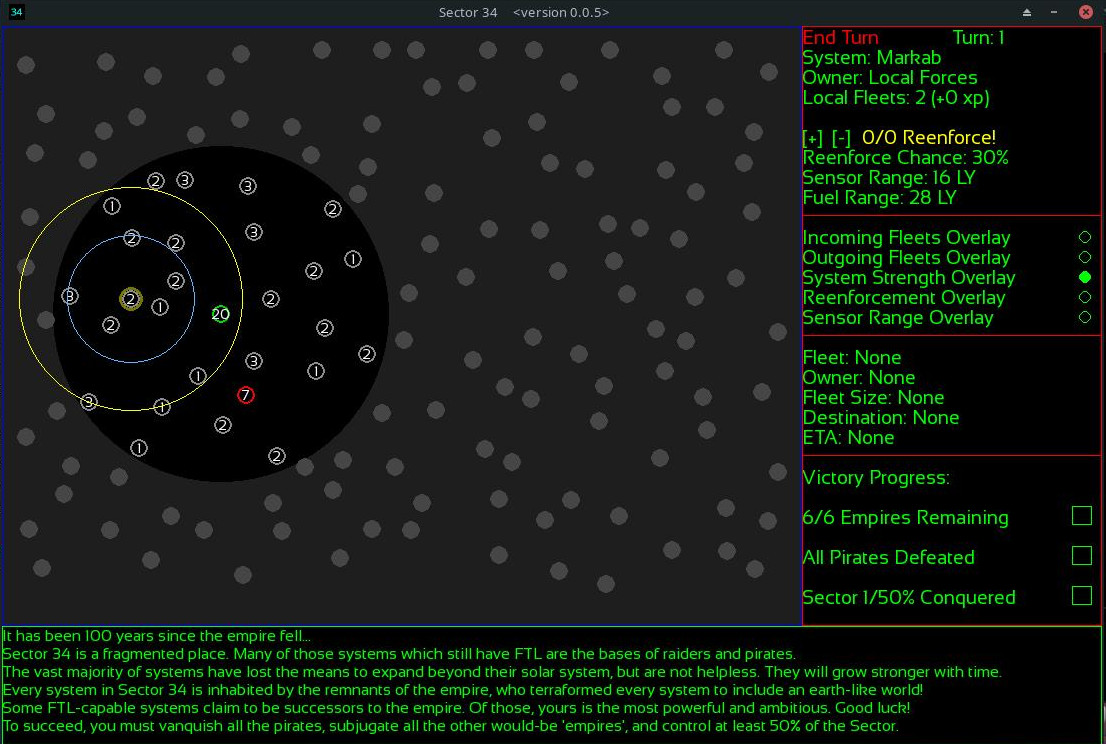 34
Sector 34 <version 0.0.5>
End Turn Turn: 1
System: Markab
Owner: Local Forces
Local Fleets: 2 (+0 xp)
[+] [-] 0/0 Reenforce!
Reenforce Chance: 30%
Sensor Range: 16 LY
Fuel Range: 28 LY
Incoming Fleets Overlay
Outgoing Fleets Overlay
System Strength Overlay
Reenforcement Overlay
Sensor Range Overlay
Fleet: None
Owner: None
Fleet Size: None
Destination: None
ETA: None
Victory Progress:
6/6 Empires Remaining
All Pirates Defeated
Sector 1/50% Conquered
2 3 3
1 2
2 2 3
1
2 2
3 2 1 2
20
2 2
3 2
1 1
7
3 1
2
1 2
It has been 100 years since the empire fell...
Sector 34 is a fragmented place. Many of those systems which still have FTL are the bases of raiders and pirates.
The vast majority of systems have lost the means to expand beyond their solar system, but are not helpless. They will grow stronger with time.
Every system in Sector 34 is inhabited by the remnants of the empire, who terraformed every system to include an earth-like world!
Some FTL-capable systems claim to be successors to the empire. Of those, yours is the most powerful and ambitious. Good luck!
To succeed, you must vanquish all the pirates, subjugate all the other would-be 'empires', and control at least 50% of the Sector.